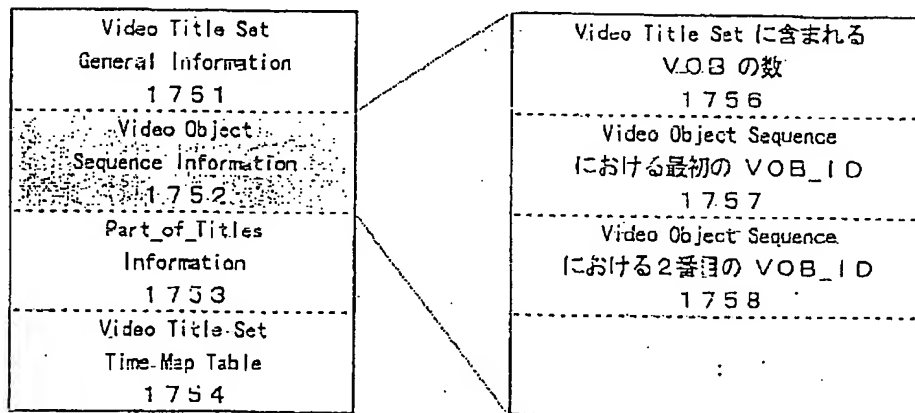 Video Title Set
General Information
1751
Video Object
Sequence Information
1752
Part_of_Titles
Information
1753
Video Title Set
Time Map Table
1754
Video Title Set に含まれる
VOB の数
1756
Video Object Sequence
における最初の VOB_ID
1757
Video Object Sequence
における2番目の VOB_ID
1758
: